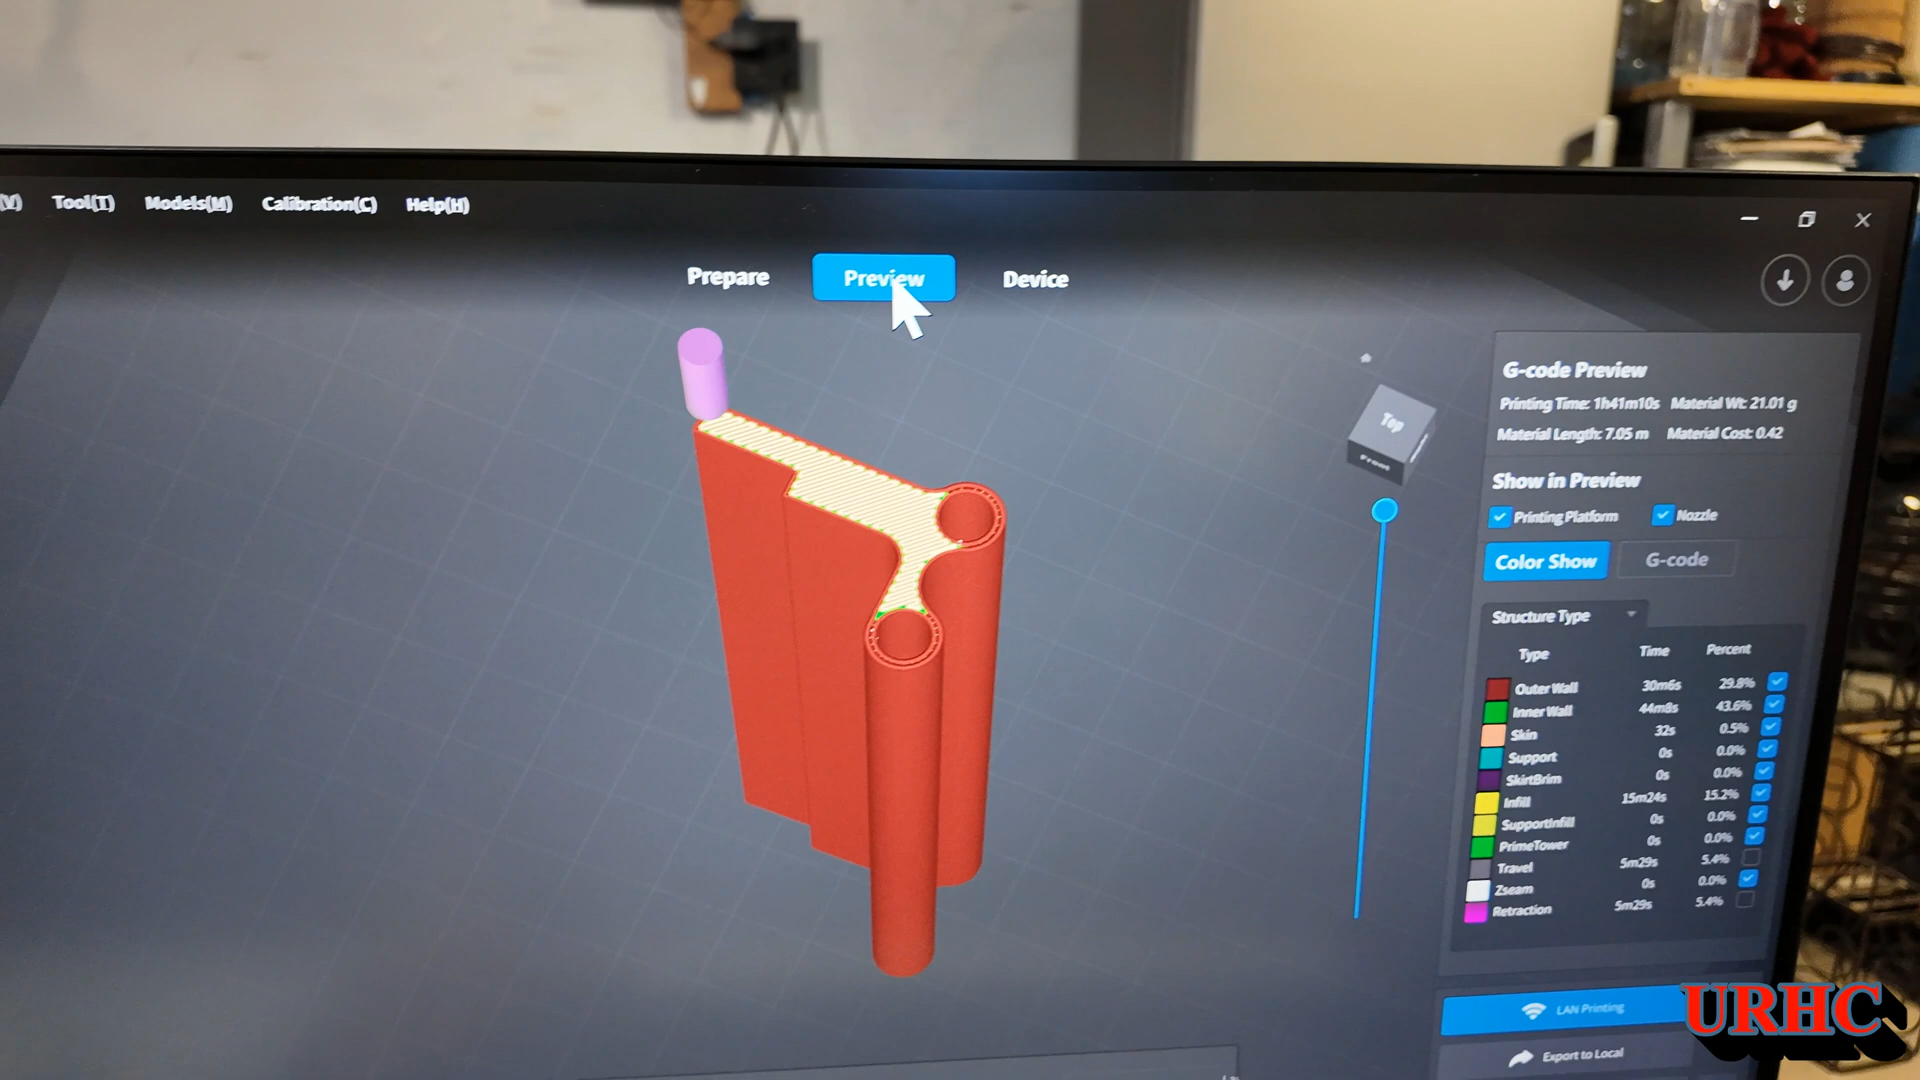 (V) Tool(T) Models(M) Calibration(C) Help(H)
Prepare Preview Device
Top
Front
G-code Preview
Printing Time: 1h41m10s Material Wt: 21.01 g
Material Length: 7.05 m Material Cost: 0.42
Show in Preview
Printing Platform Nozzle
Color Show G-code
Structure Type
Type Time Percent
Outer Wall 30m6s 29.8%
Inner Wall 44m8s 43.6%
Skin 32s 0.5%
Support 0s 0.0%
SkirtBrim 0s 0.0%
Infill 15m24s 15.2%
SupportInfill 0s 0.0%
PrimeTower 0s 0.0%
Travel 5m29s 5.4%
Zseam 0s 0.0%
Retraction 5m29s 5.4%
LAN Printing
Export to Local
URHC